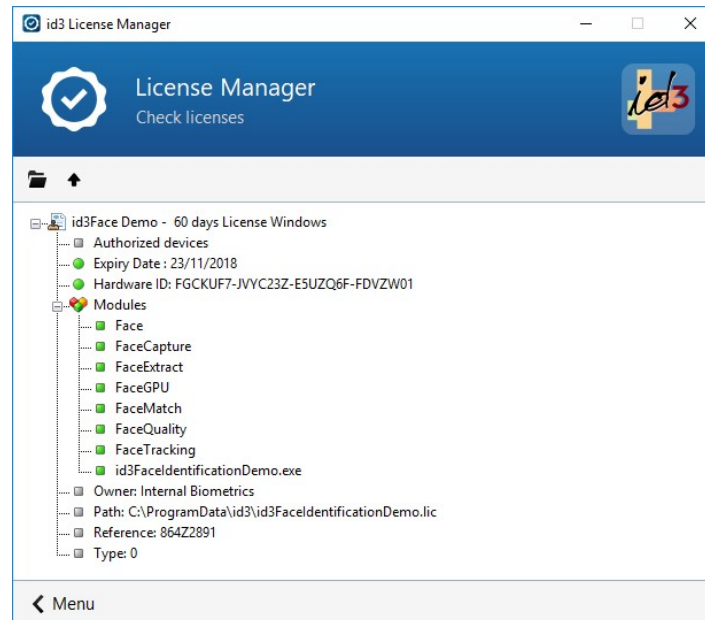 id3 License Manager
License Manager
Check licenses
id3
id3Face Demo - 60 days License Windows
Authorized devices
Expiry Date : 23/11/2018
Hardware ID: FGCKUF7-JVYC23Z-E5UZQ6F-FDVZW01
Modules
Face
FaceCapture
FaceExtract
FaceGPU
FaceMatch
FaceQuality
FaceTracking
id3FaceIdentificationDemo.exe
Owner: Internal Biometrics
Path: C:\ProgramData\id3\id3FaceIdentificationDemo.lic
Reference: 864Z2891
Type: 0
Menu